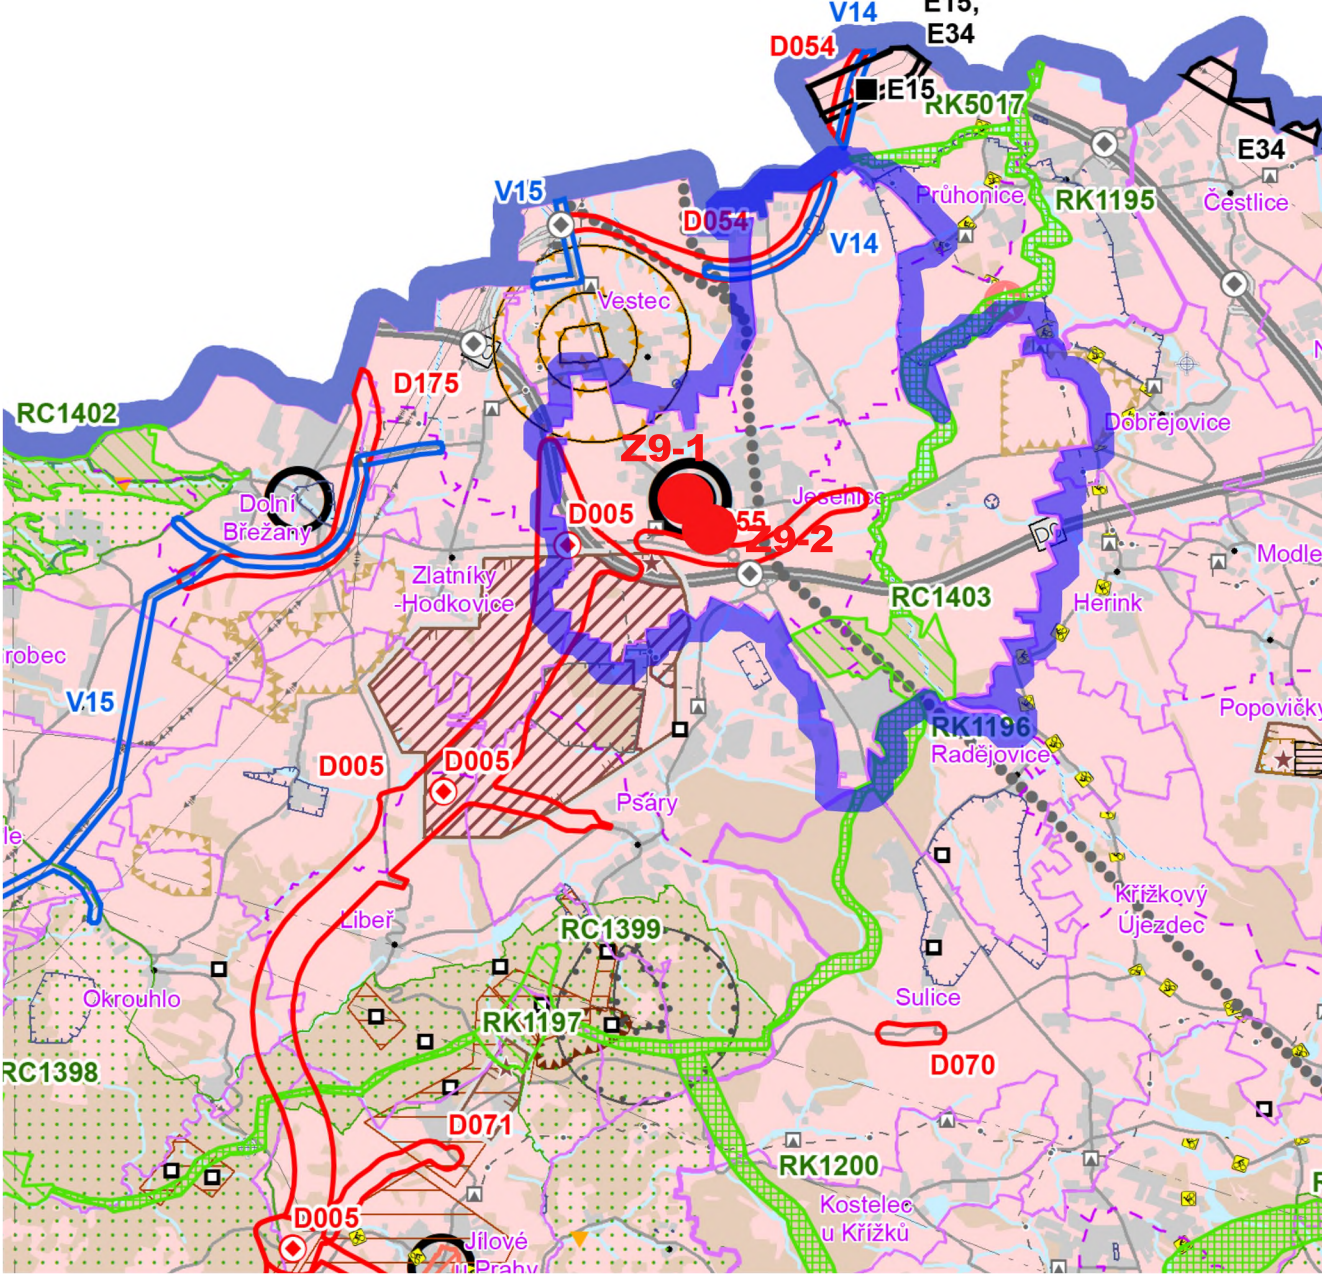 V14
E15,
E34
D054
E15
RK5017
E34
V15
Průhonice
RK1195
Čestlice
D054
V14
Vestec
D175
RC1402
Dobřejovice
Z9-1
Dolní
Břežany
D005
Jesenice
55
Z9-2
Modle
Zlatníky
-Hodkovice
RC1403
Herink
robec
V15
Popovičky
RK1196
Radějovice
D005
D005
Psáry
le
Křížkový
Újezdec
Libeř
RC1399
Okrouhlo
Sulice
RK1197
D070
RC1398
D071
RK1200
Kostelec
u Křížků
D005
Jílové
u Prahy